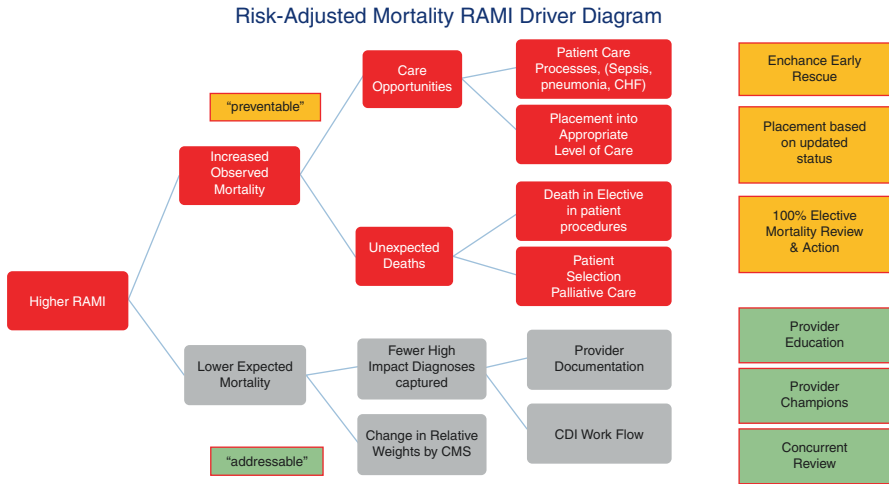 Risk-Adjusted Mortality RAMI Driver Diagram
Higher RAMI
"preventable"
Increased
Observed
Mortality
Care
Opportunities
Patient Care
Processes, (Sepsis,
pneumonia, CHF)
Placement into
Appropriate
Level of Care
Unexpected
Deaths
Death in Elective
in patient
procedures
Patient
Selection
Palliative Care
Lower Expected
Mortality
"addressable"
Fewer High
Impact Diagnoses
captured
Provider
Documentation
CDI Work Flow
Change in Relative
Weights by CMS
Enchance Early
Rescue
Placement based
on updated
status
100% Elective
Mortality Review
& Action
Provider
Education
Provider
Champions
Concurrent
Review